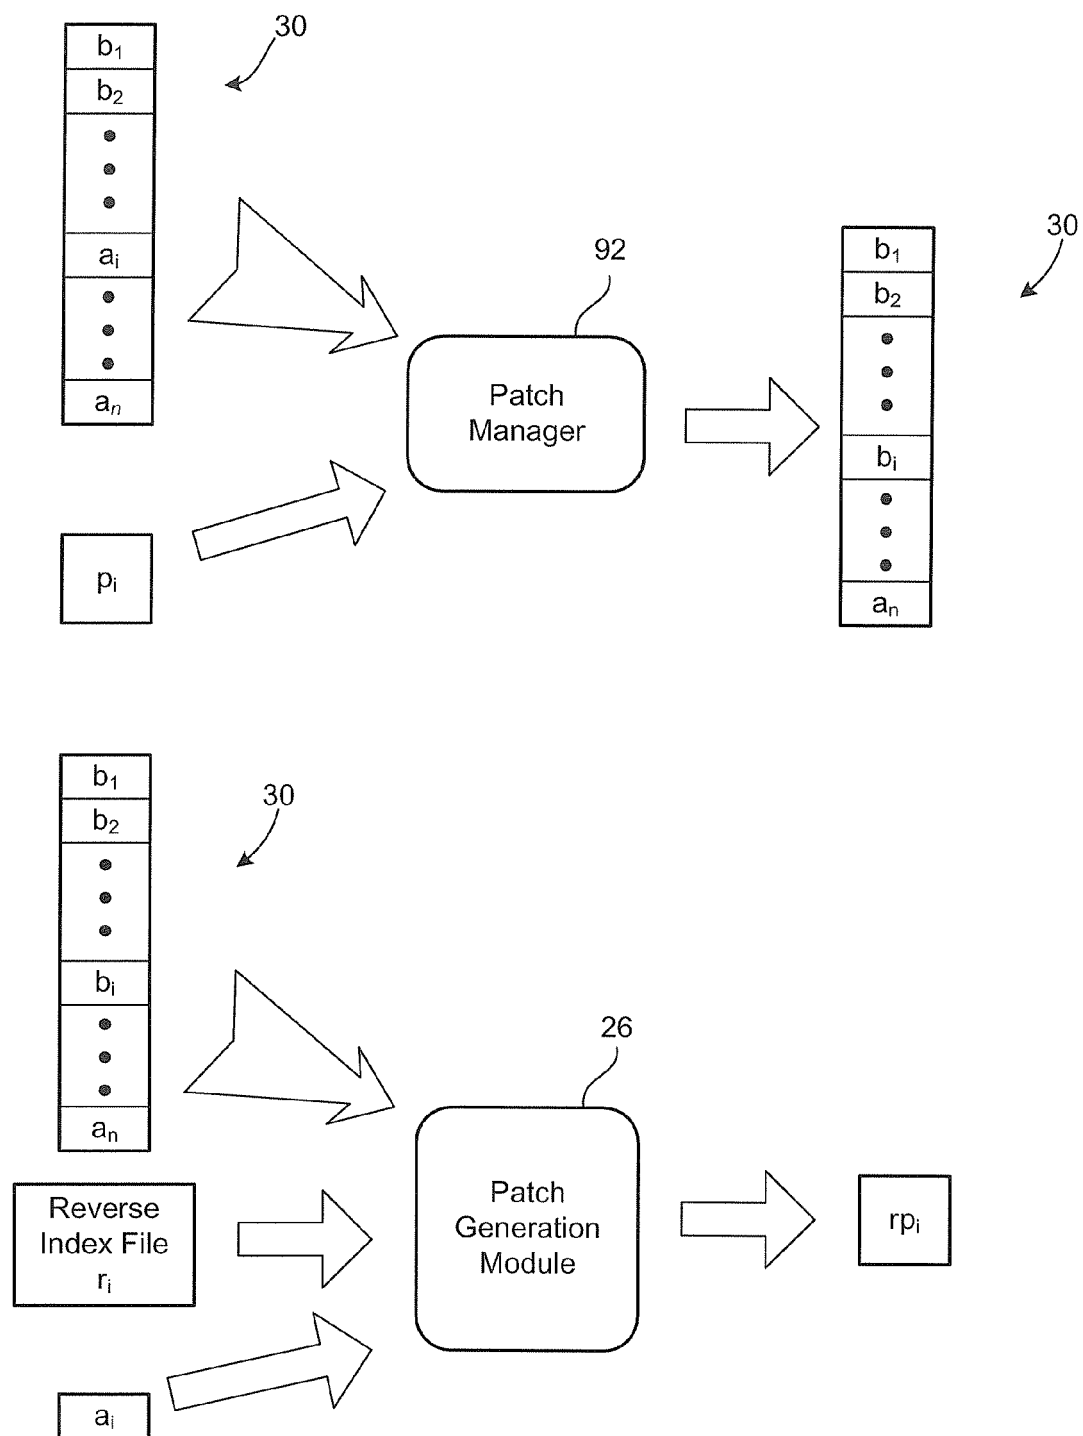 30
b₁
b₂
aᵢ
aₙ
92
Patch
Manager
pᵢ
30
b₁
b₂
bᵢ
aₙ
30
b₁
b₂
bᵢ
aₙ
Reverse
Index File
rᵢ
aᵢ
26
Patch
Generation
Module
rpᵢ